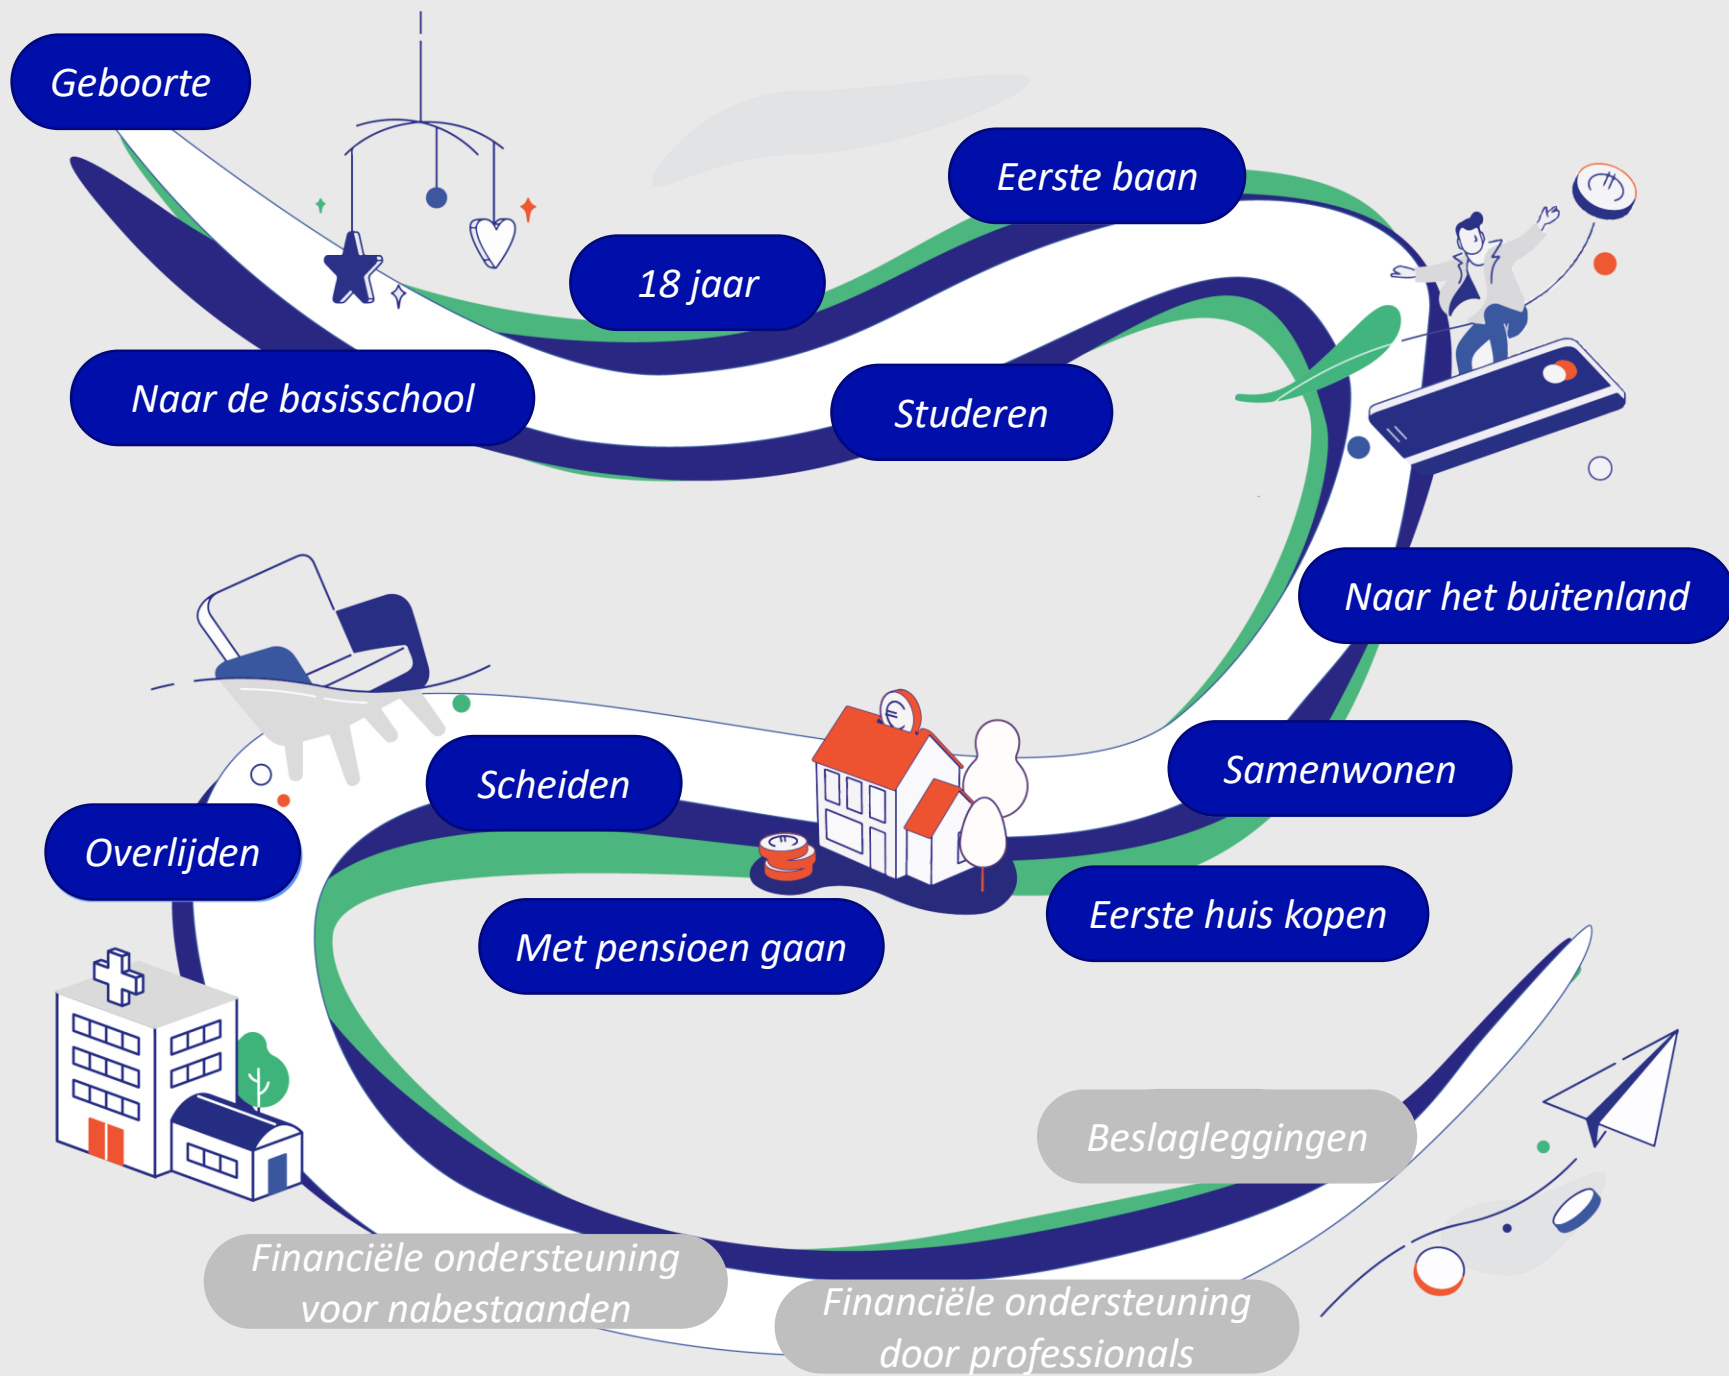 Geboorte
Naar de basisschool
18 jaar
Studeren
Eerste baan
Naar het buitenland
Samenwonen
Eerste huis kopen
Scheiden
Met pensioen gaan
Overlijden
Financiële ondersteuning
voor nabestaanden
Financiële ondersteuning
door professionals
Beslagleggingen